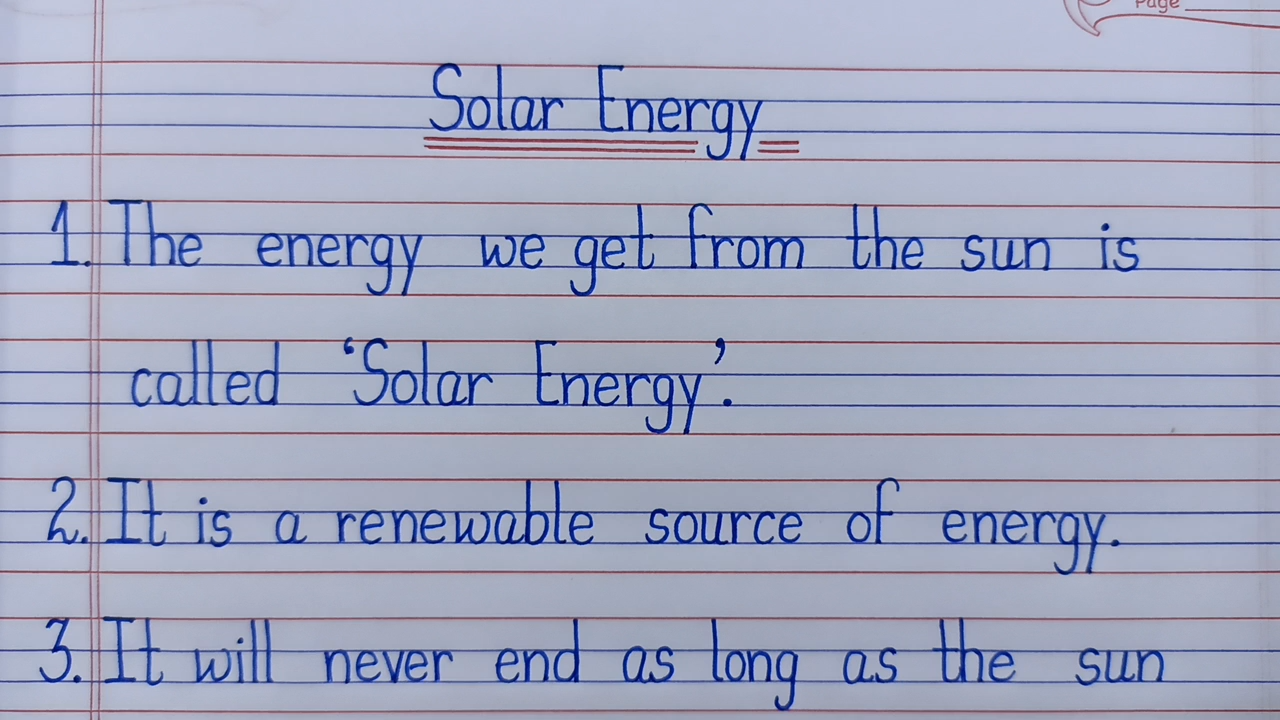 Page
Solar Energy
1. The energy we get from the sun is
called ‘Solar Energy’.
2. It is a renewable source of energy.
3. It will never end as long as the sun